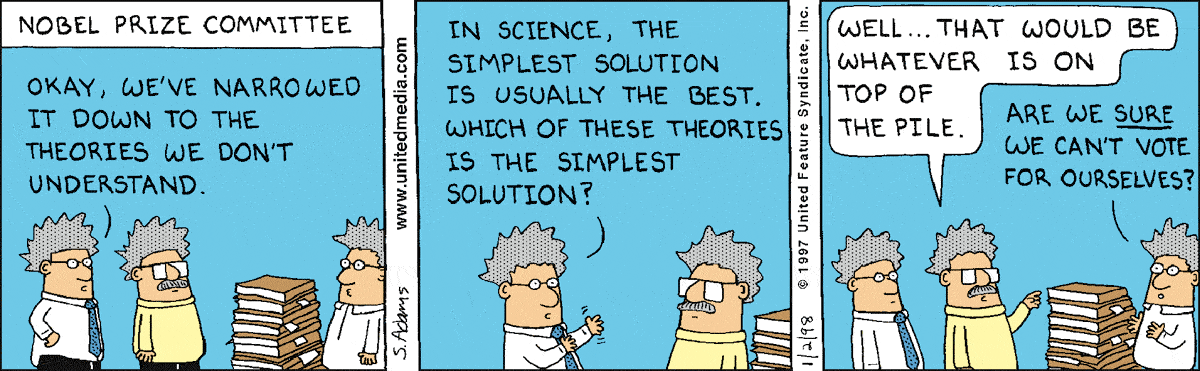 NOBEL PRIZE COMMITTEE
OKAY, WE'VE NARROWED
IT DOWN TO THE
THEORIES WE DON'T
UNDERSTAND.
www.unitedmedia.com
S. Adams
IN SCIENCE, THE
SIMPLEST SOLUTION
IS USUALLY THE BEST.
WHICH OF THESE THEORIES
IS THE SIMPLEST
SOLUTION?
© 1997 United Feature Syndicate, Inc.
1/2/98
WELL... THAT WOULD BE
WHATEVER IS ON
TOP OF
THE PILE.
ARE WE SURE
WE CAN'T VOTE
FOR OURSELVES?